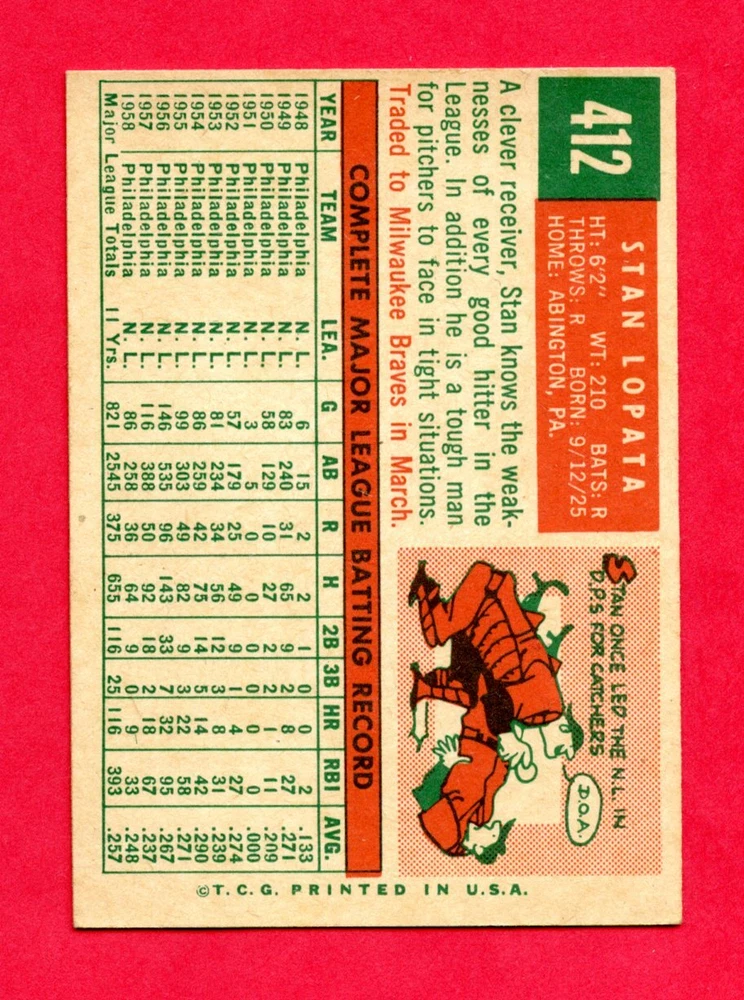 412
STAN LOPATA
HT: 6'2" WT: 210 BATS: R
THROWS: R BORN: 9/12/25
HOME: ABINGTON, PA.
A clever receiver, Stan knows the weak-
nesses of every good hitter in the
League. In addition he is a tough man
for pitchers to face in tight situations.
Traded to Milwaukee Braves in March.
STAN ONCE LED THE N.L. IN
D.P.'S FOR CATCHERS
D.O.A.
COMPLETE MAJOR LEAGUE BATTING RECORD
YEAR TEAM LEA. G AB R H 2B 3B HR RBI AVG.
1948 Philadelphia N. L. 6 15 2 2 1 0 0 2 .133
1949 Philadelphia N. L. 83 240 31 65 9 2 8 27 .271
1950 Philadelphia N. L. 58 129 10 27 2 2 1 11 .209
1951 Philadelphia N. L. 3 5 0 0 0 0 0 0 .000
1952 Philadelphia N. L. 57 179 25 49 9 1 4 27 .274
1953 Philadelphia N. L. 81 234 34 56 12 3 8 31 .239
1954 Philadelphia N. L. 86 259 42 75 14 5 14 42 .290
1955 Philadelphia N. L. 99 303 49 82 9 3 22 58 .271
1956 Philadelphia N. L. 146 535 96 143 33 7 32 95 .267
1957 Philadelphia N. L. 116 388 50 92 18 2 18 67 .237
1958 Philadelphia N. L. 86 258 36 64 9 0 9 33 .248
Major League Totals 11 Yrs. 821 2545 375 655 116 25 116 393 .257
© T. C. G. PRINTED IN U.S.A.